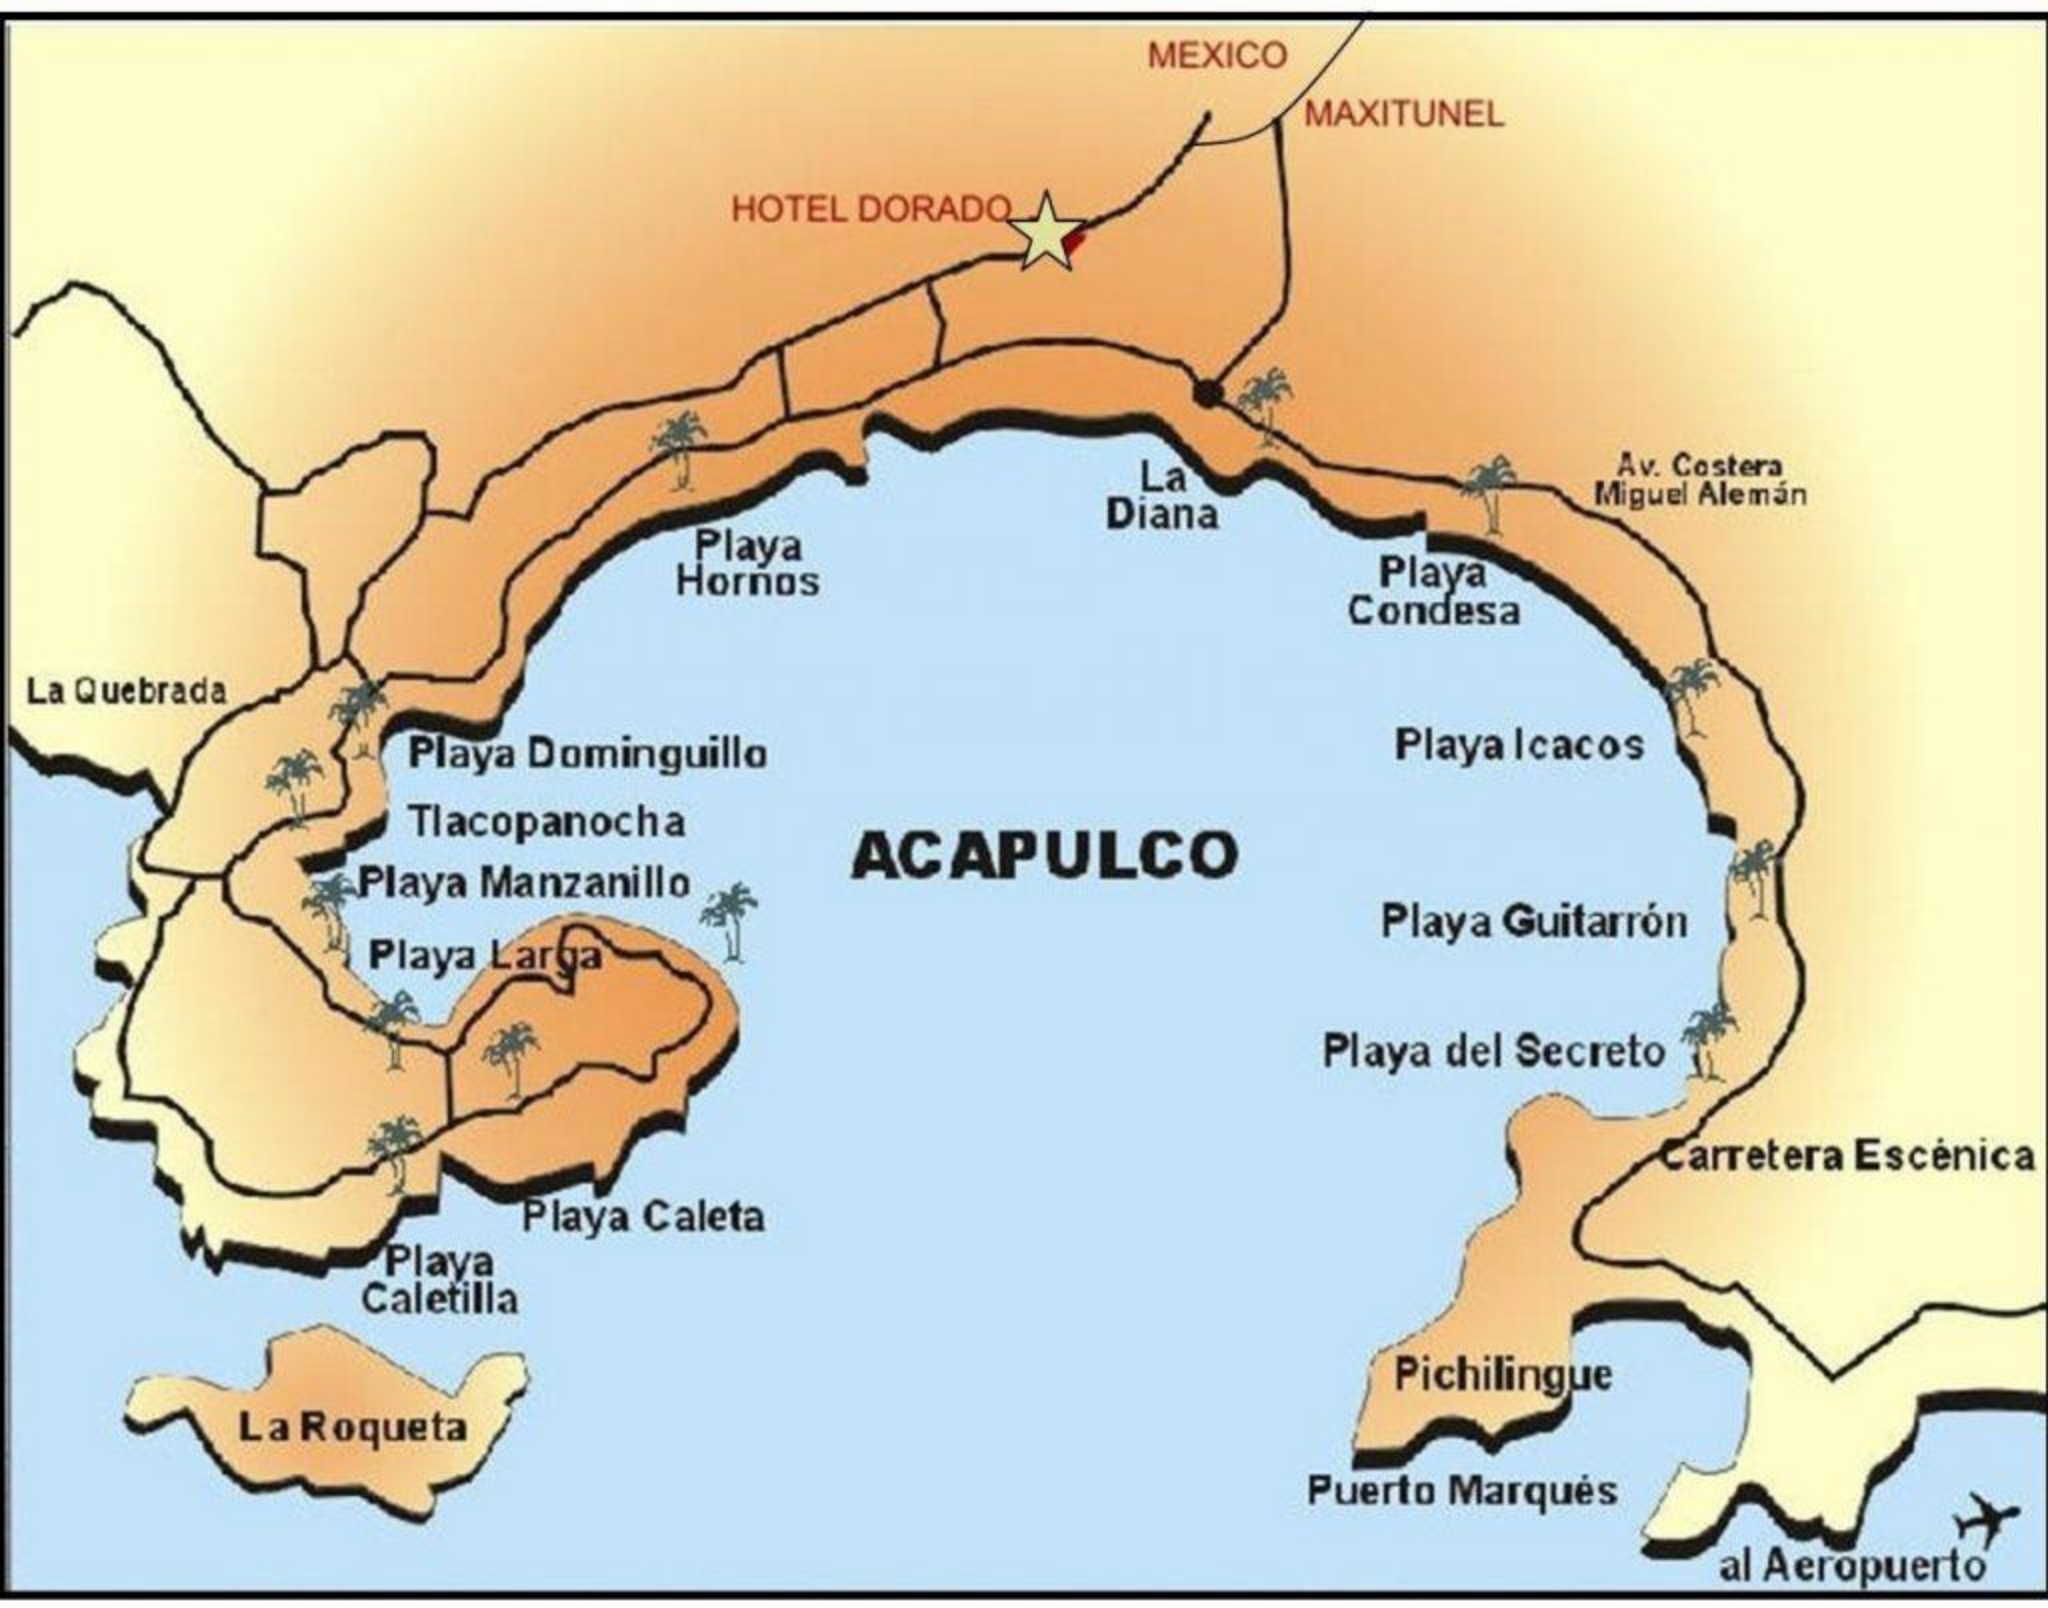 MEXICO
MAXITUNEL
HOTEL DORADO
Av. Costera
Miguel Alemán
La
Diana
Playa
Hornos
Playa
Condesa
La Quebrada
Playa Dominguillo
Playa Icacos
Tlacopanocha
ACAPULCO
Playa Manzanillo
Playa Guitarrón
Playa Larga
Playa del Secreto
Carretera Escénica
Playa Caleta
Playa
Caletilla
Pichilingue
La Roqueta
Puerto Marqués
al Aeropuerto